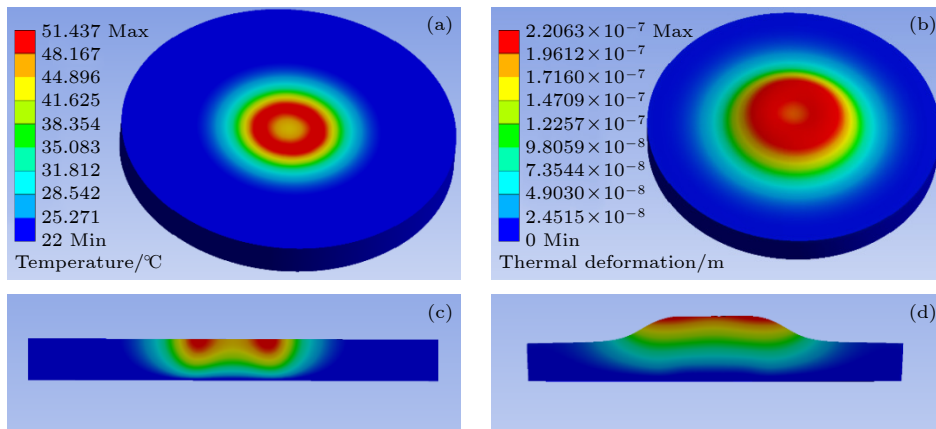 (a)
51.437 Max
48.167
44.896
41.625
38.354
35.083
31.812
28.542
25.271
22 Min
Temperature/℃
(b)
2.2063×10⁻⁷ Max
1.9612×10⁻⁷
1.7160×10⁻⁷
1.4709×10⁻⁷
1.2257×10⁻⁷
9.8059×10⁻⁸
7.3544×10⁻⁸
4.9030×10⁻⁸
2.4515×10⁻⁸
0 Min
Thermal deformation/m
(c)
(d)